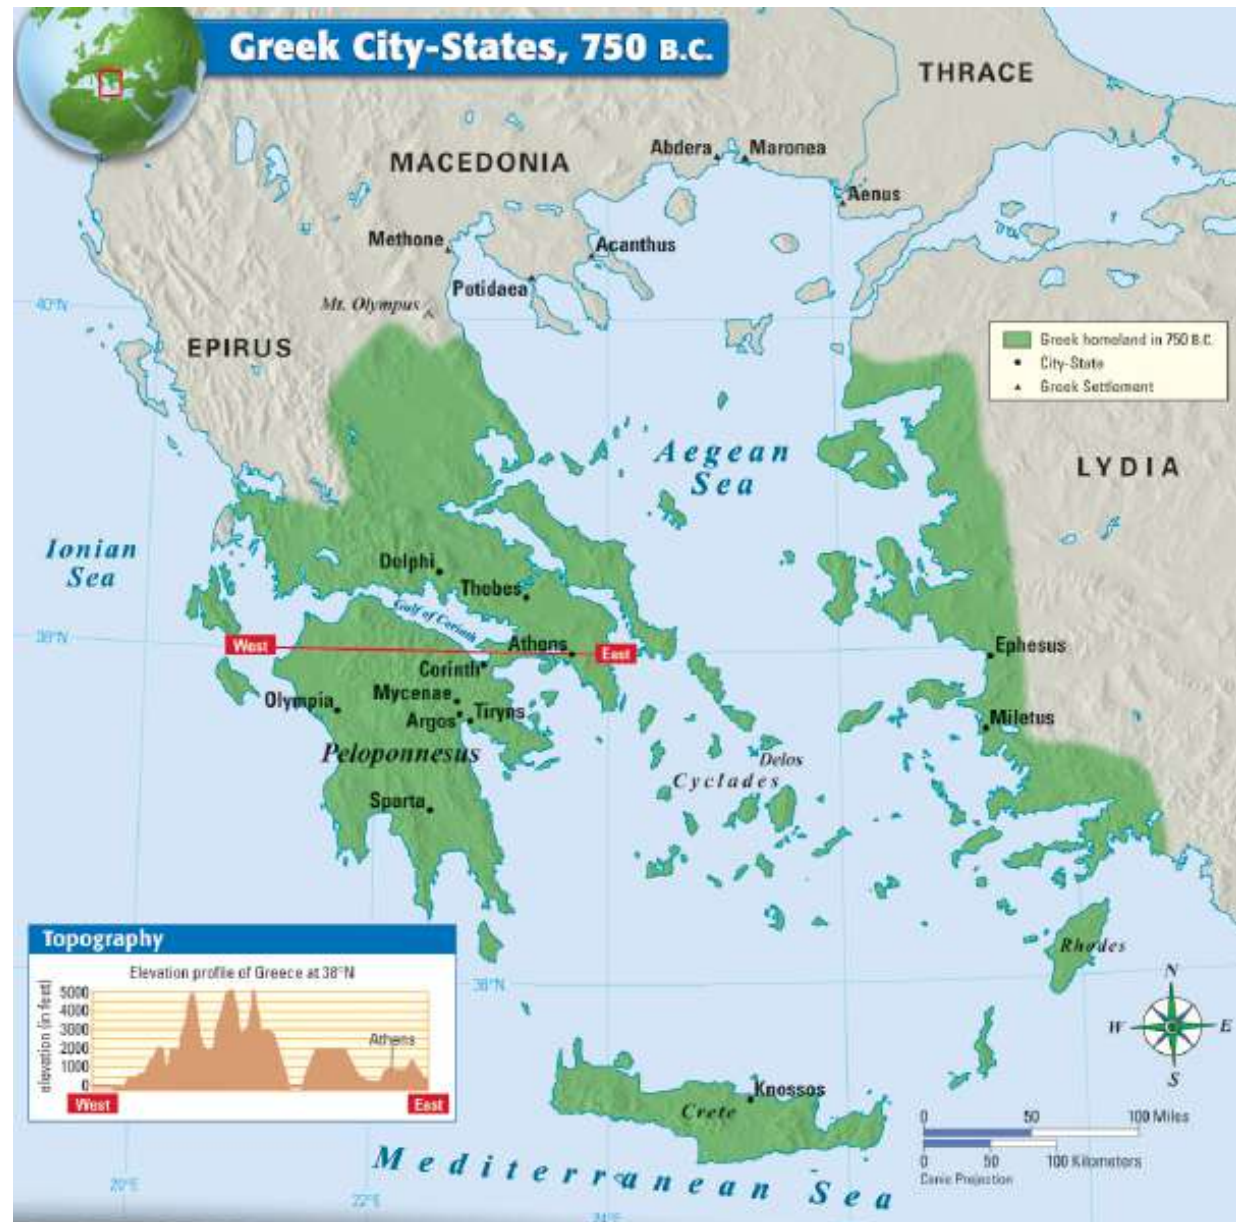 Greek City-States, 750 B.C.
THRACE
MACEDONIA
Abdera
Maronea
Aenus
Methone
Acanthus
Potidaea
40°N
Mt. Olympus
EPIRUS
Greek homeland in 750 B.C.
City-State
Greek Settlement
Aegean
Sea
LYDIA
Ionian
Sea
Delphi
Thebes
Gulf of Corinth
38°N
West
Athens
East
Ephesus
Corinth
Mycenae
Olympia
Argos
Tiryns
Miletus
Peloponnesus
Delos
Cyclades
Sparta
Rhodes
Topography
Elevation profile of Greece at 38°N
elevation (in feet)
5000
4000
3000
2000
1000
0
Athens
West
East
36°N
N
W
E
S
Knossos
Crete
0 50 100 Miles
0 50 100 Kilometers
Conic Projection
Mediterranean Sea
20°E
22°E
24°E